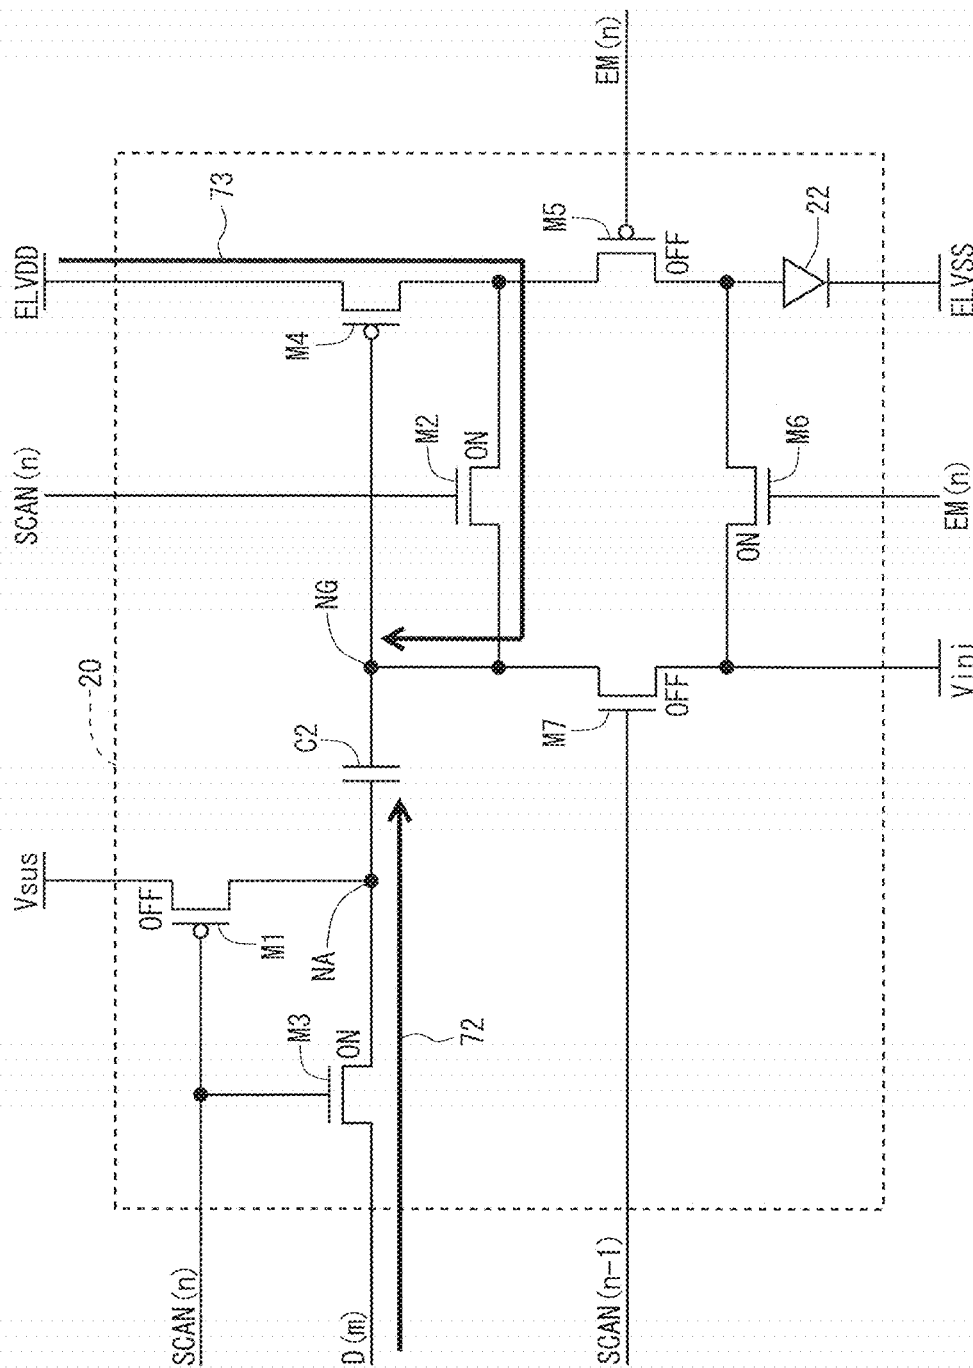 ELVDD
SCAN(n)
Vsus
73
EM(n)
20
M4
M5
OFF
22
M2
ON
NG
C2
OFF
M1
NA
M3
ON
72
M7
OFF
M6
ON
SCAN(n)
D(m)
SCAN(n-1)
Vini
EM(n)
ELVSS